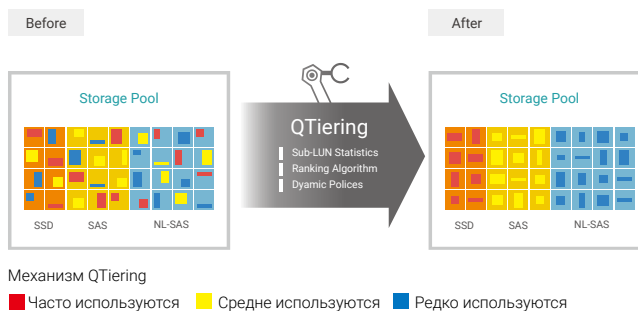 Before
After
Storage Pool
SSD SAS NL-SAS
QTiering
Sub-LUN Statistics
Ranking Algorithm
Dyamic Polices
Storage Pool
SSD SAS NL-SAS
Механизм QTiering
Часто используются Средне используются Редко используются